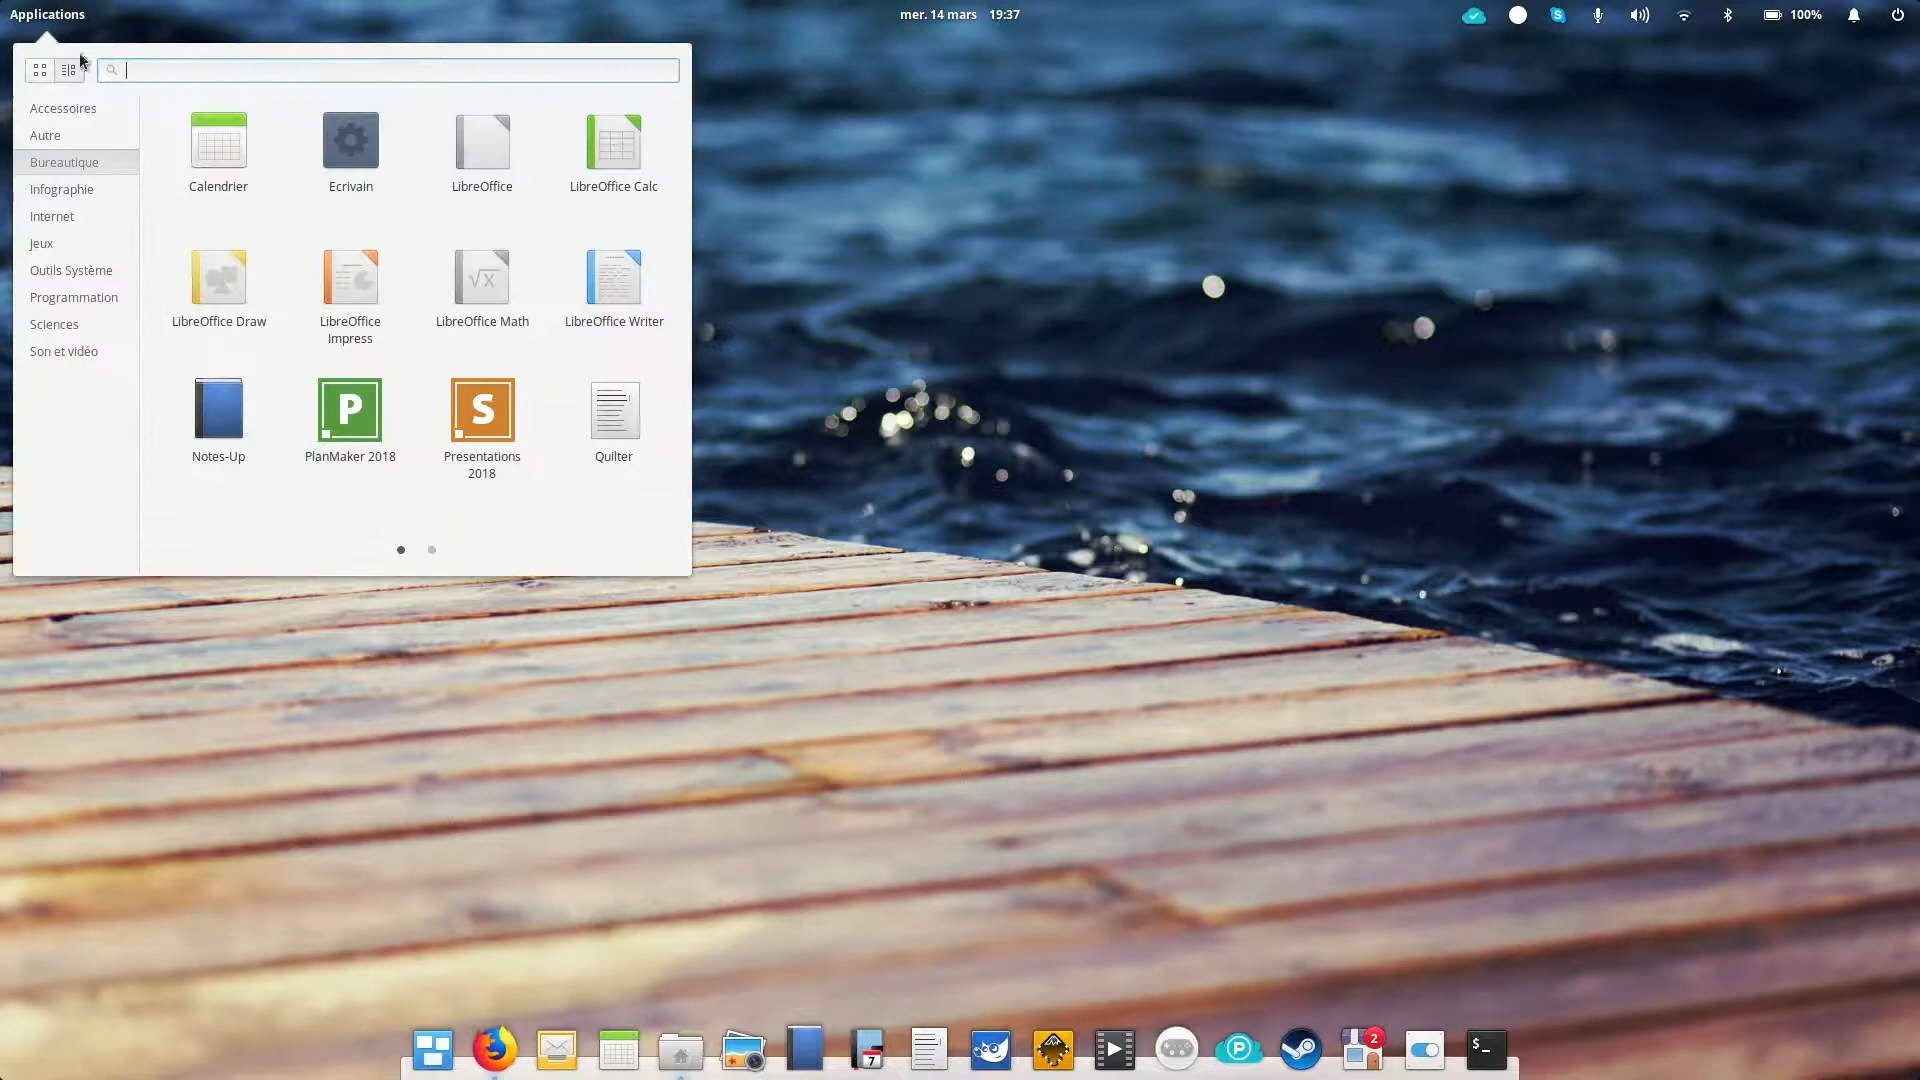 Applications
mer. 14 mars 19:37
100%
Accessoires
Autre
Bureautique
Infographie
Internet
Jeux
Outils Système
Programmation
Sciences
Son et vidéo
Calendrier
Ecrivain
LibreOffice
LibreOffice Calc
LibreOffice Draw
LibreOffice
Impress
√X
LibreOffice Math
LibreOffice Writer
Notes-Up
P
PlanMaker 2018
S
Presentations
2018
Quilter
S
7
P
2
$_